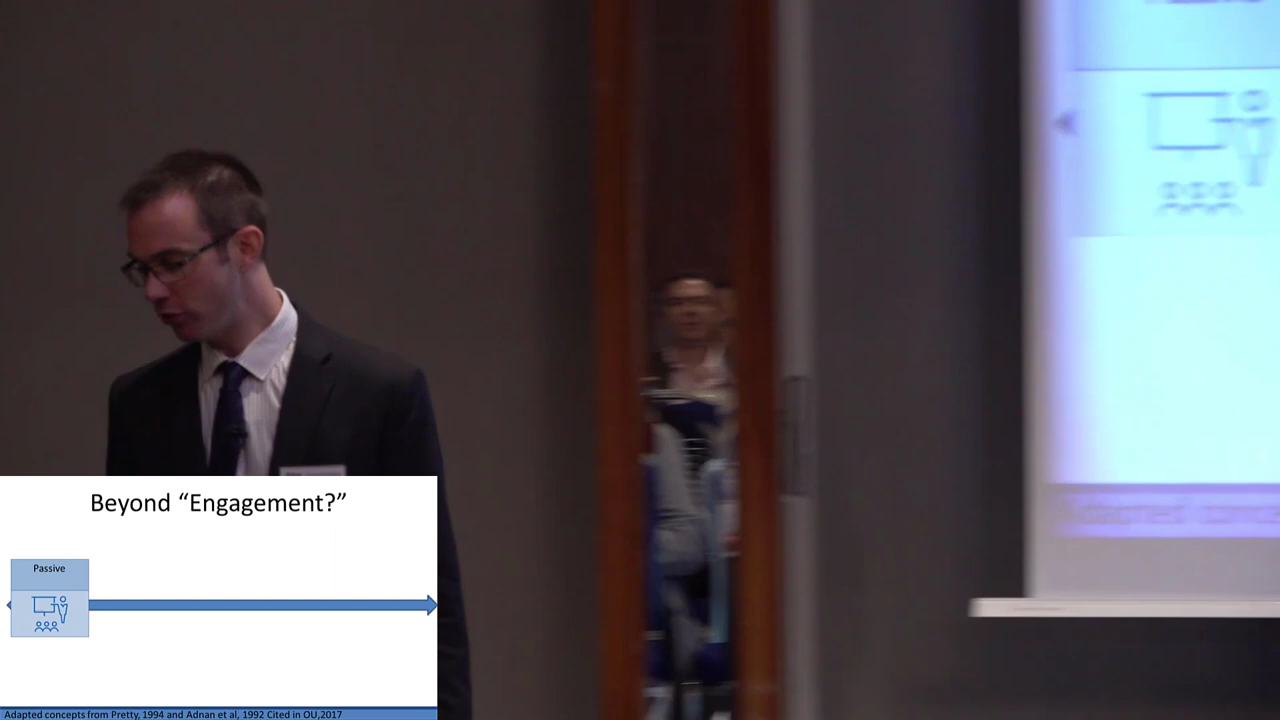 Beyond “Engagement?”
Passive
Adapted concepts from Pretty, 1994 and Adnan et al, 1992 Cited in OU,2017